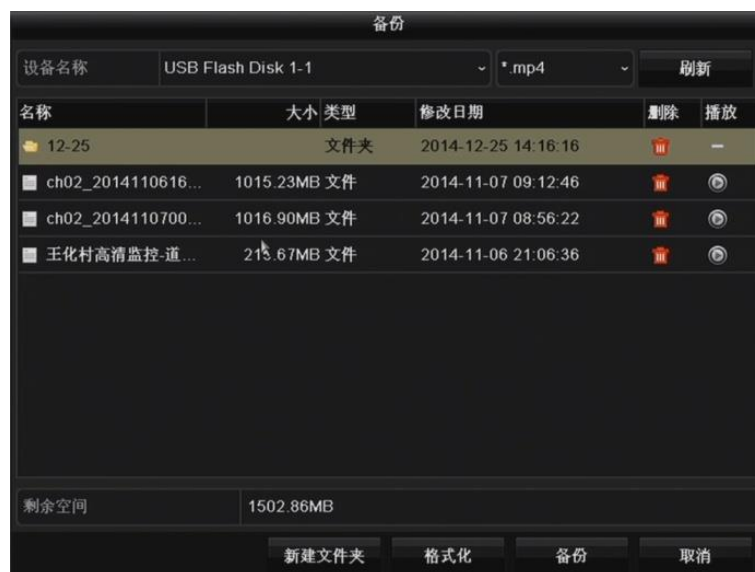 备份
设备名称 USB Flash Disk 1-1 *.mp4 刷新
名称 大小 类型 修改日期 删除 播放
12-25 文件夹 2014-12-25 14:16:16
ch02_2014110616... 1015.23MB 文件 2014-11-07 09:12:46
ch02_2014110700... 1016.90MB 文件 2014-11-07 08:56:22
王化村高清监控-道... .67MB 文件 2014-11-06 21:06:36
剩余空间 1502.86MB
新建文件夹 格式化 备份 取消